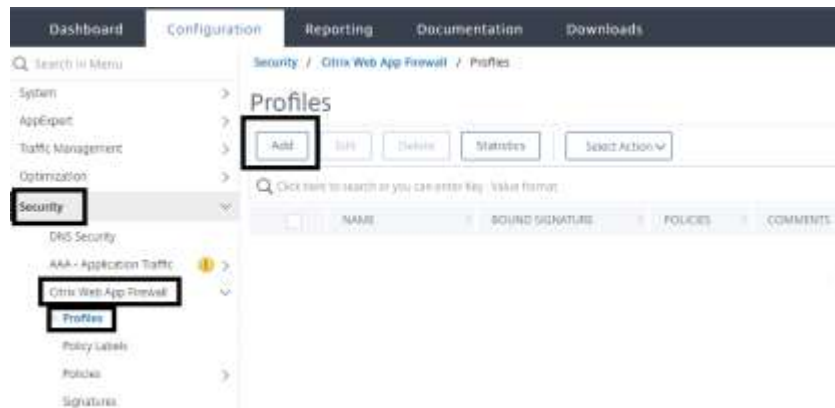 Dashboard Configuration Reporting Documentation Downloads
Search in Menu
Security / Citrix Web App Firewall / Profiles
System
Profiles
AppExpert
Traffic Management
Add Edit Delete Statistics Select Action
Optimization
Click here to search or you can enter Key : Value format
Security
NAME BOUND SIGNATURE POLICIES COMMENTS
DNS Security
AAA - Application Traffic
Citrix Web App Firewall
Profiles
Policy Labels
Policies
Signatures